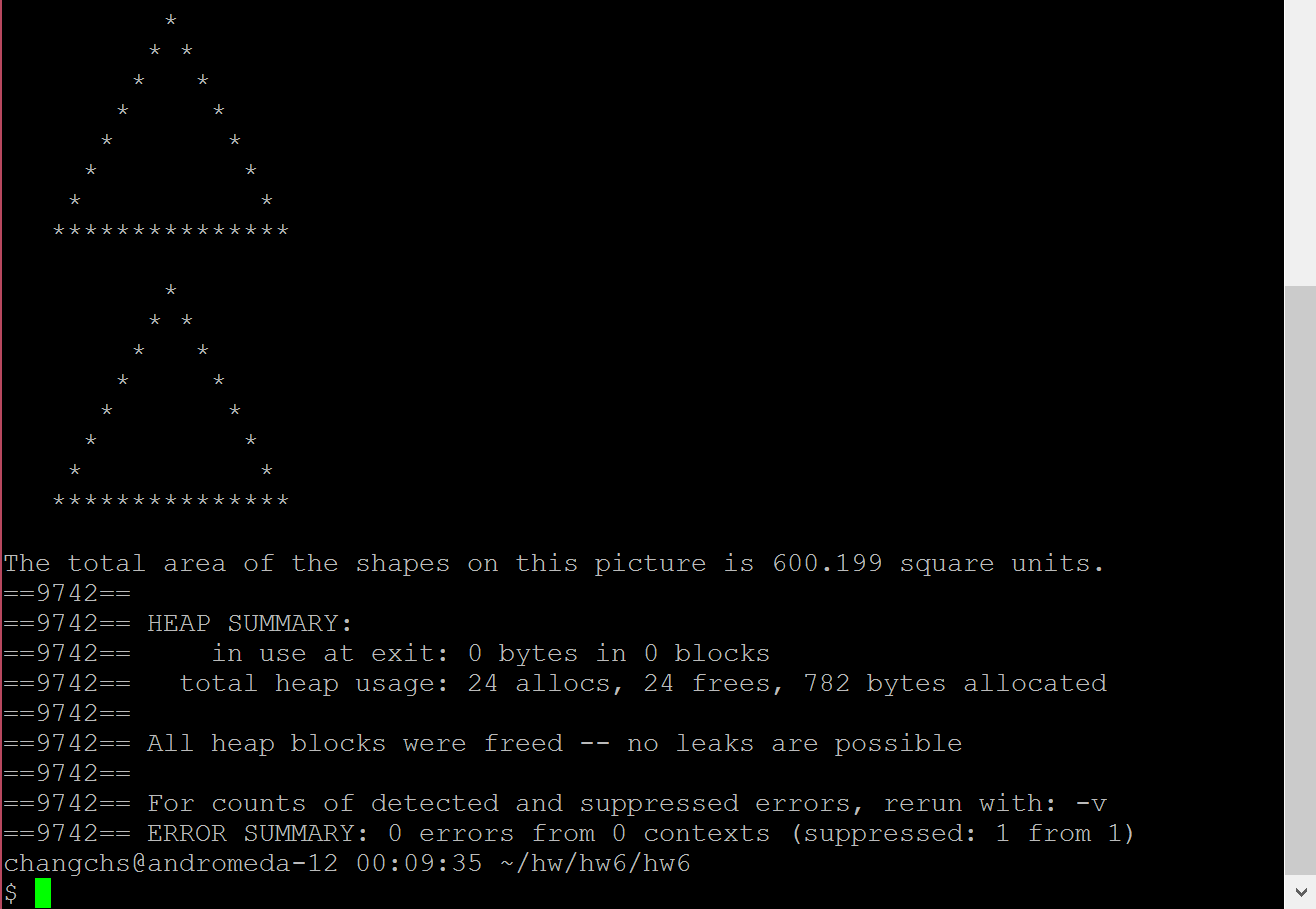 *
         * *
        *   *
       *     *
      *       *
     *         *
    *           *
   ***************

          *
         * *
        *   *
       *     *
      *       *
     *         *
    *           *
   ***************

The total area of the shapes on this picture is 600.199 square units.
==9742==
==9742== HEAP SUMMARY:
==9742==     in use at exit: 0 bytes in 0 blocks
==9742==   total heap usage: 24 allocs, 24 frees, 782 bytes allocated
==9742==
==9742== All heap blocks were freed -- no leaks are possible
==9742==
==9742== For counts of detected and suppressed errors, rerun with: -v
==9742== ERROR SUMMARY: 0 errors from 0 contexts (suppressed: 1 from 1)
changchs@andromeda-12 00:09:35 ~/hw/hw6/hw6
$